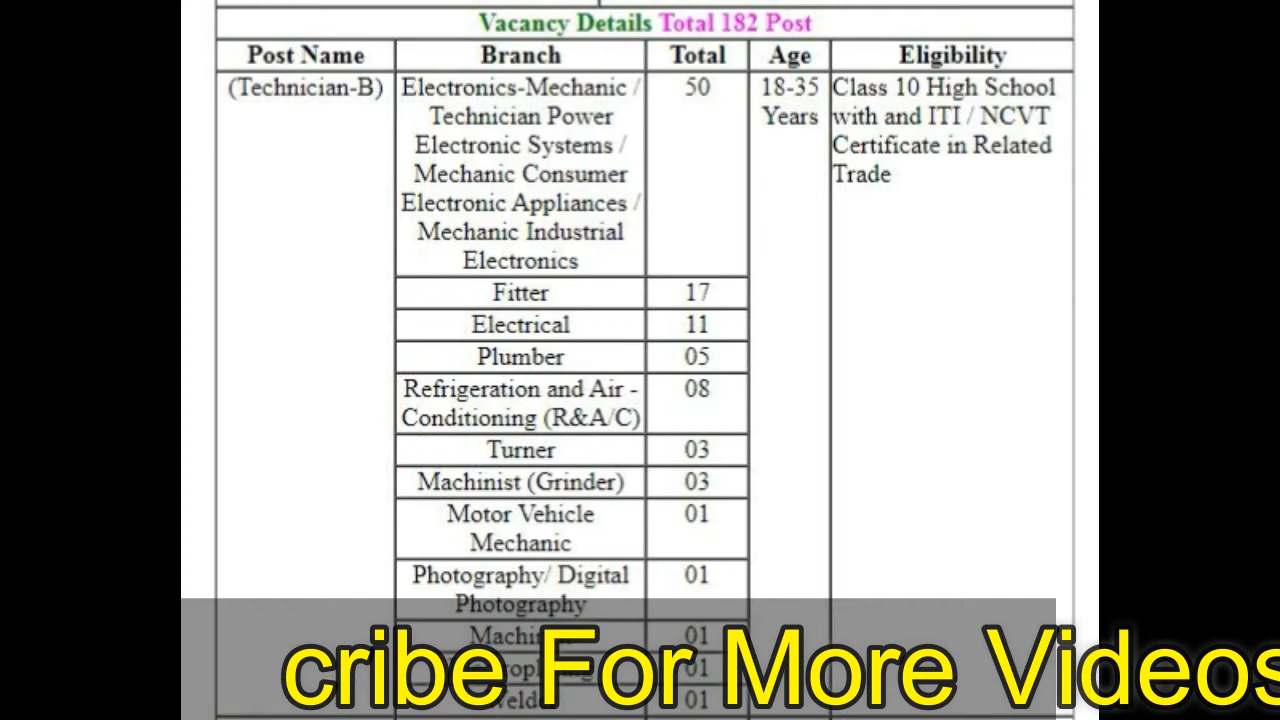 Vacancy Details Total 182 Post
Post Name Branch Total Age Eligibility
(Technician-B) Electronics-Mechanic / 50 18-35 Class 10 High School
Technician Power Years with and ITI / NCVT
Electronic Systems / Certificate in Related
Mechanic Consumer Trade
Electronic Appliances /
Mechanic Industrial
Electronics
Fitter 17
Electrical 11
Plumber 05
Refrigeration and Air - 08
Conditioning (R&A/C)
Turner 03
Machinist (Grinder) 03
Motor Vehicle 01
Mechanic
Photography/ Digital 01
Photography
01
01
01
cribe For More Videos